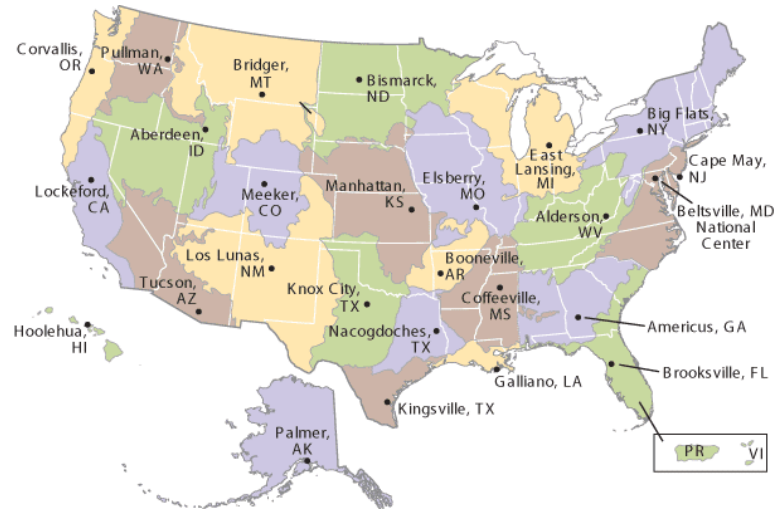 Corvallis,
OR
Pullman,
WA
Bridger,
MT
Bismarck,
ND
Big Flats,
NY
Aberdeen,
ID
East
Lansing,
MI
Cape May,
NJ
Lockeford,
CA
Meeker,
CO
Manhattan,
KS
Elsberry,
MO
Alderson,
WV
Beltsville, MD
National
Center
Los Lunas,
NM
Booneville,
AR
Tucson,
AZ
Knox City,
TX
Coffeeville,
MS
Hoolehua,
HI
Nacogdoches,
TX
Americus, GA
Brooksville, FL
Galliano, LA
Kingsville, TX
Palmer,
AK
PR
VI